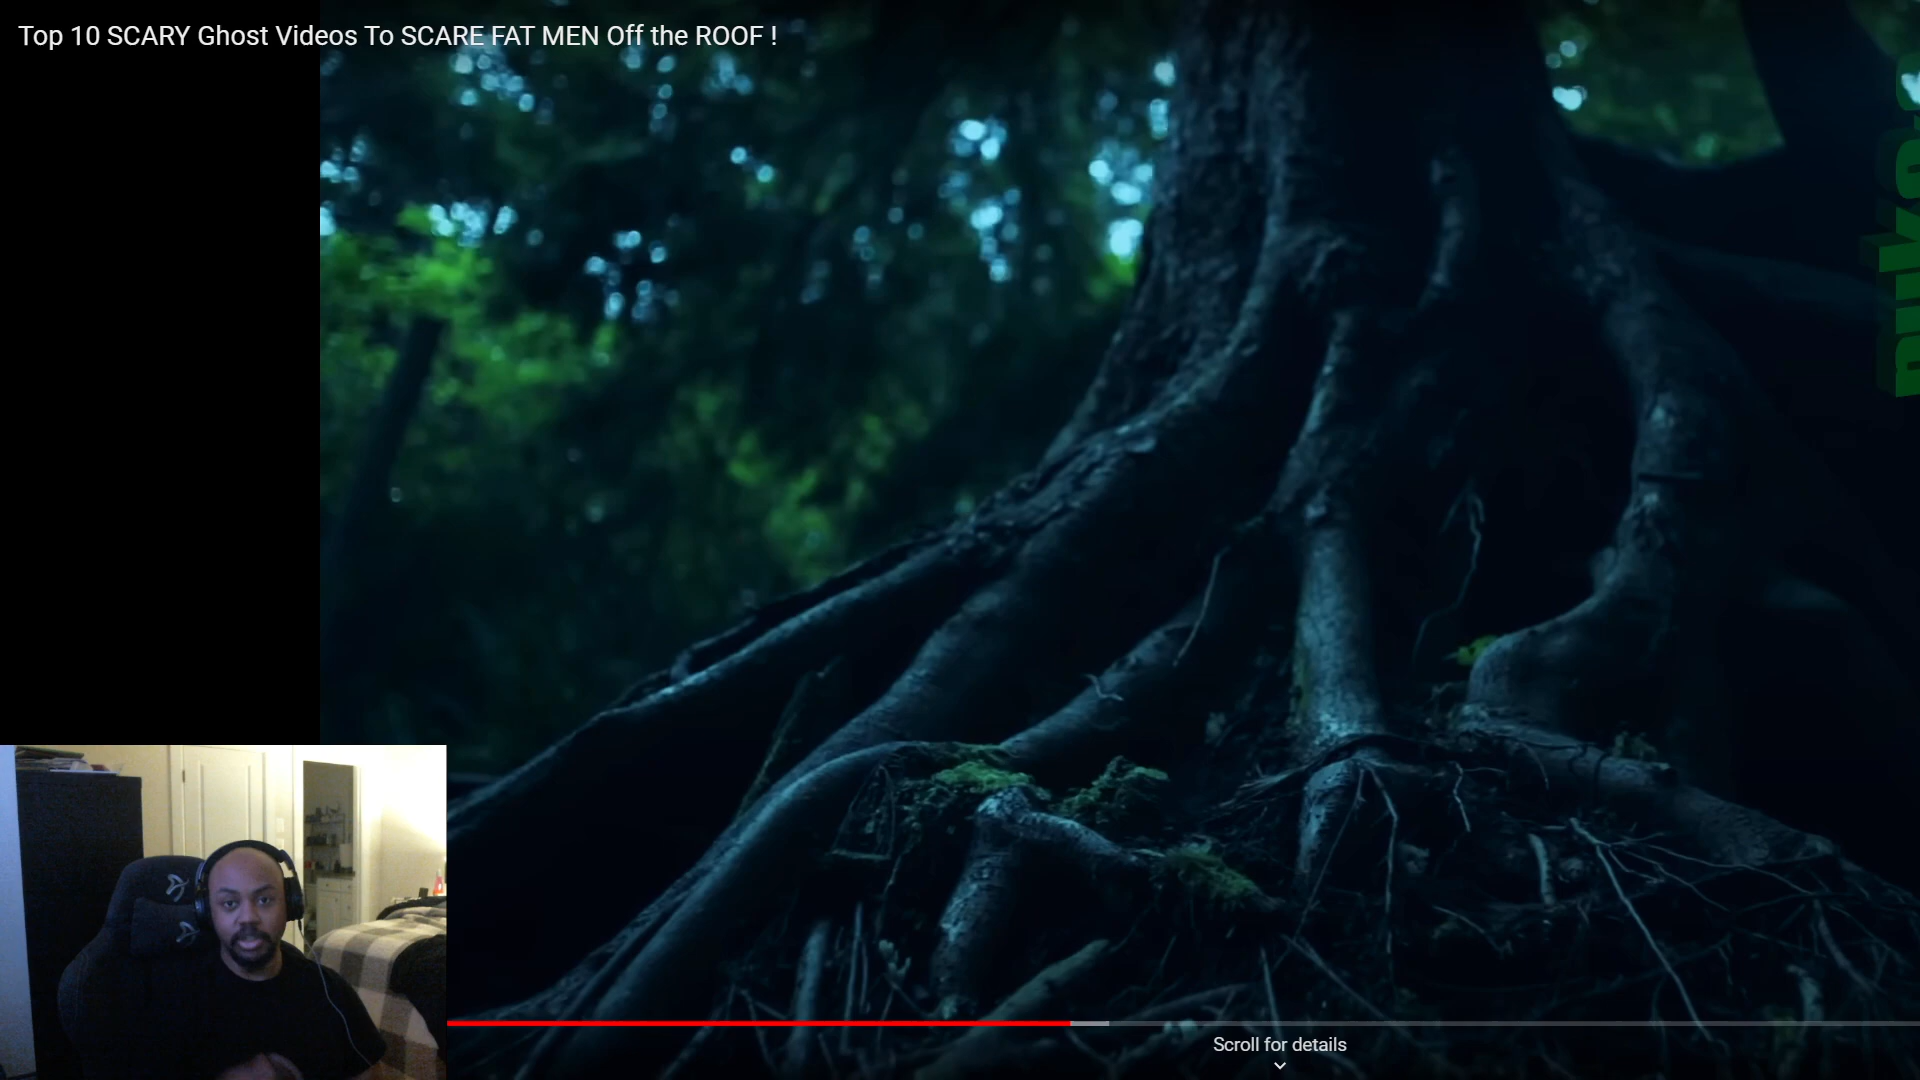 Top 10 SCARY Ghost Videos To SCARE FAT MEN Off the ROOF !
Scroll for details